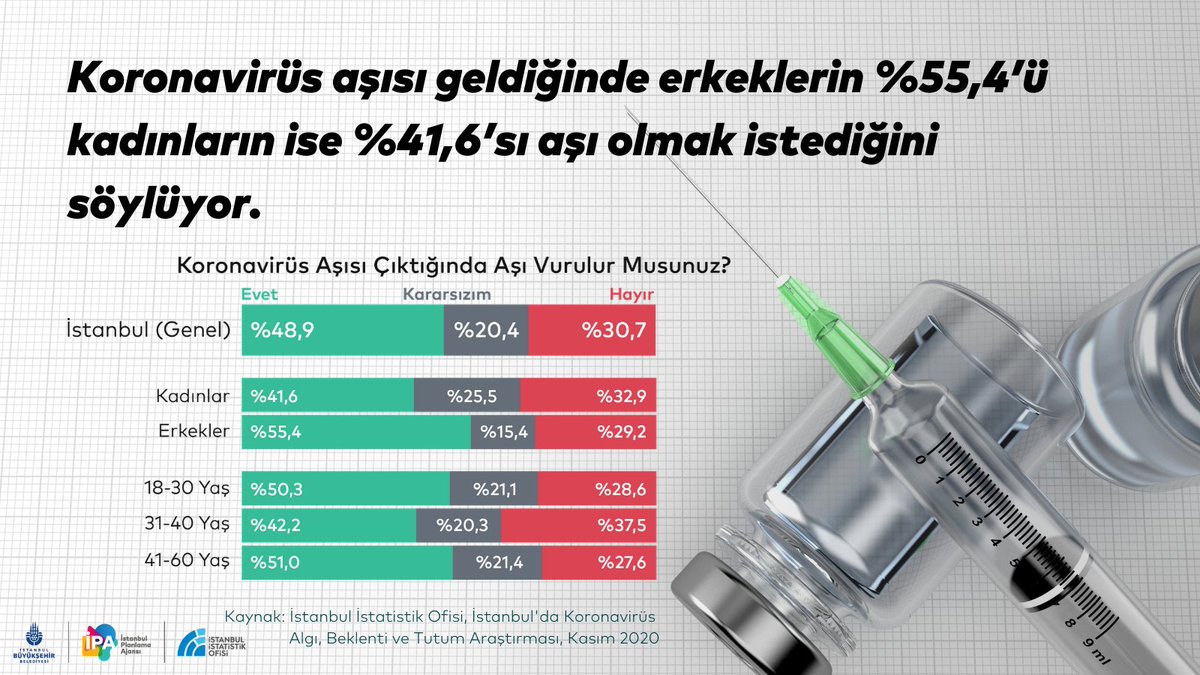 Koronavirüs aşısı geldiğinde erkeklerin %55,4'ü
kadınların ise %41,6'sı aşı olmak istediğini
söylüyor.
Koronavirüs Aşısı Çıktığında Aşı Vurulur Musunuz?
Evet Kararsızım Hayır
İstanbul (Genel) %48,9 %20,4 %30,7
Kadınlar %41,6 %25,5 %32,9
Erkekler %55,4 %15,4 %29,2
18-30 Yaş %50,3 %21,1 %28,6
31-40 Yaş %42,2 %20,3 %37,5
41-60 Yaş %51,0 %21,4 %27,6
Kaynak: İstanbul İstatistik Ofisi, İstanbul'da Koronavirüs
Algı, Beklenti ve Tutum Araştırması, Kasım 2020
İSTANBUL
BÜYÜKŞEHİR
BELEDİYESİ
İPA
İstanbul
Planlama
Ajansı
İSTANBUL
İSTATİSTİK
OFİSİ
0
1
2
3
4
5
7
8
9 ml